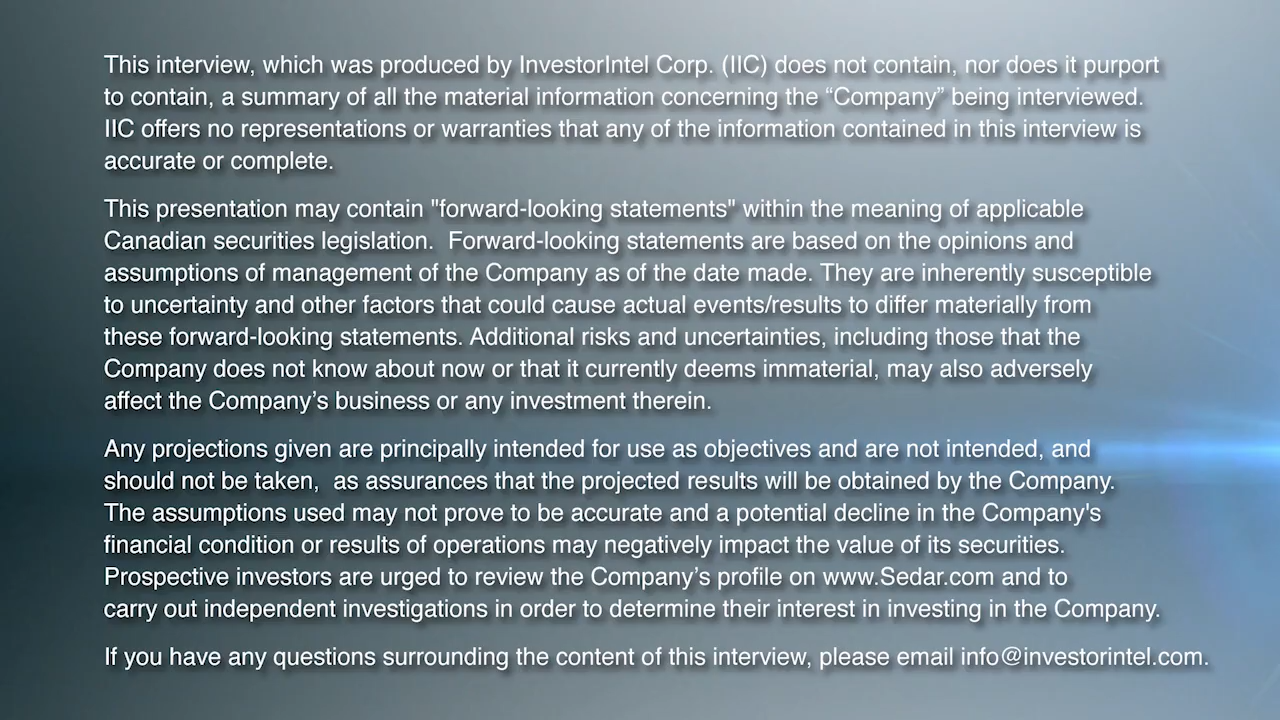 This interview, which was produced by InvestorIntel Corp. (IIC) does not contain, nor does it purport
to contain, a summary of all the material information concerning the “Company” being interviewed.
IIC offers no representations or warranties that any of the information contained in this interview is
accurate or complete.
This presentation may contain "forward-looking statements" within the meaning of applicable
Canadian securities legislation.  Forward-looking statements are based on the opinions and
assumptions of management of the Company as of the date made. They are inherently susceptible
to uncertainty and other factors that could cause actual events/results to differ materially from
these forward-looking statements. Additional risks and uncertainties, including those that the
Company does not know about now or that it currently deems immaterial, may also adversely
affect the Company’s business or any investment therein.
Any projections given are principally intended for use as objectives and are not intended, and
should not be taken,  as assurances that the projected results will be obtained by the Company.
The assumptions used may not prove to be accurate and a potential decline in the Company's
financial condition or results of operations may negatively impact the value of its securities.
Prospective investors are urged to review the Company’s profile on www.Sedar.com and to
carry out independent investigations in order to determine their interest in investing in the Company.
If you have any questions surrounding the content of this interview, please email info@investorintel.com.